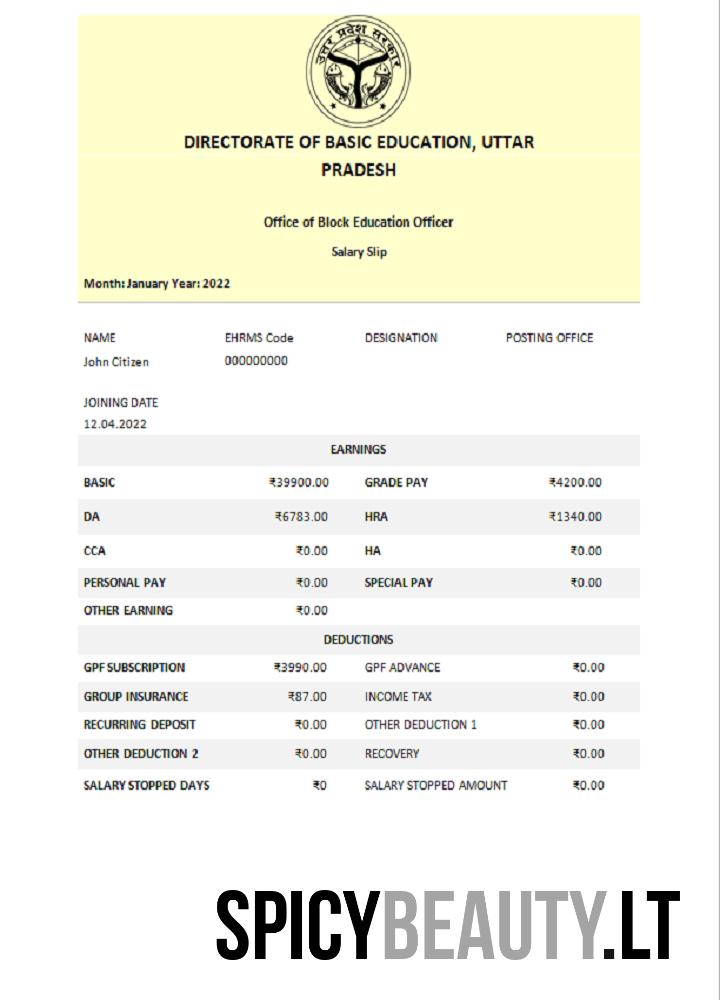 उत्तर प्रदेश सरकार
DIRECTORATE OF BASIC EDUCATION, UTTAR
PRADESH
Office of Block Education Officer
Salary Slip
Month: January Year: 2022
NAME EHRMS Code DESIGNATION POSTING OFFICE
John Citizen 000000000
JOINING DATE
12.04.2022
EARNINGS
BASIC ₹39900.00 GRADE PAY ₹4200.00
DA ₹6783.00 HRA ₹1340.00
CCA ₹0.00 HA ₹0.00
PERSONAL PAY ₹0.00 SPECIAL PAY ₹0.00
OTHER EARNING ₹0.00
DEDUCTIONS
GPF SUBSCRIPTION ₹3990.00 GPF ADVANCE ₹0.00
GROUP INSURANCE ₹87.00 INCOME TAX ₹0.00
RECURRING DEPOSIT ₹0.00 OTHER DEDUCTION 1 ₹0.00
OTHER DEDUCTION 2 ₹0.00 RECOVERY ₹0.00
SALARY STOPPED DAYS ₹0 SALARY STOPPED AMOUNT ₹0.00
SPICYBEAUTY.LT